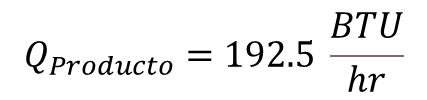 Q_Producto = 192.5 BTU/hr